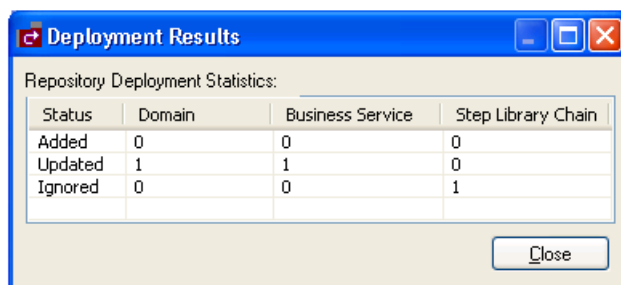 Deployment Results
Repository Deployment Statistics:
Status Domain Business Service Step Library Chain
Added 0 0 0
Updated 1 1 0
Ignored 0 0 1
Close